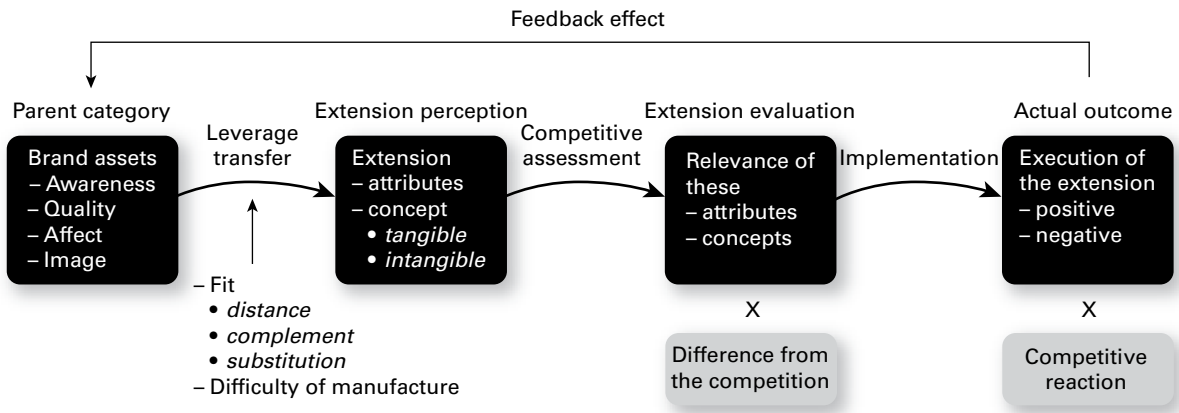 Feedback effect
Parent category
Brand assets
– Awareness
– Quality
– Affect
– Image
Leverage
transfer
– Fit
• distance
• complement
• substitution
– Difficulty of manufacture
Extension perception
Extension
– attributes
– concept
• tangible
• intangible
Competitive
assessment
Extension evaluation
Relevance of
these
– attributes
– concepts
X
Difference from
the competition
Implementation
Actual outcome
Execution of
the extension
– positive
– negative
X
Competitive
reaction